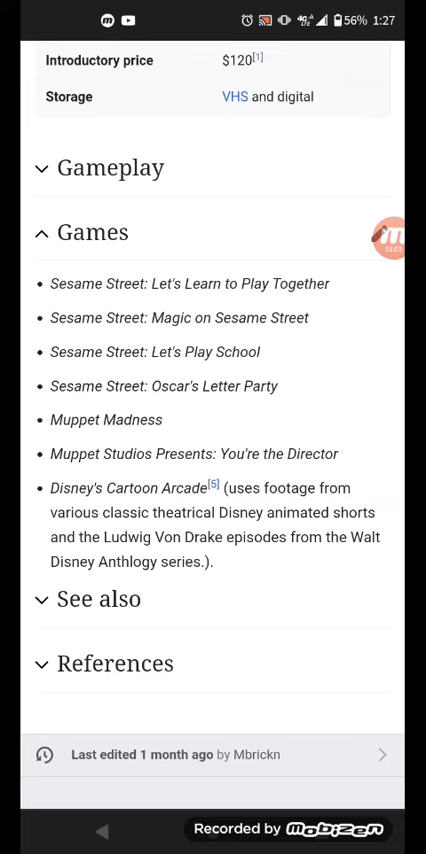 56% 1:27
Introductory price $120[1]
Storage VHS and digital
Gameplay
Games
01:03
Sesame Street: Let's Learn to Play Together
Sesame Street: Magic on Sesame Street
Sesame Street: Let's Play School
Sesame Street: Oscar's Letter Party
Muppet Madness
Muppet Studios Presents: You're the Director
Disney's Cartoon Arcade[5] (uses footage from
various classic theatrical Disney animated shorts
and the Ludwig Von Drake episodes from the Walt
Disney Anthlogy series.).
See also
References
Last edited 1 month ago by Mbrickn
Recorded by mobizen